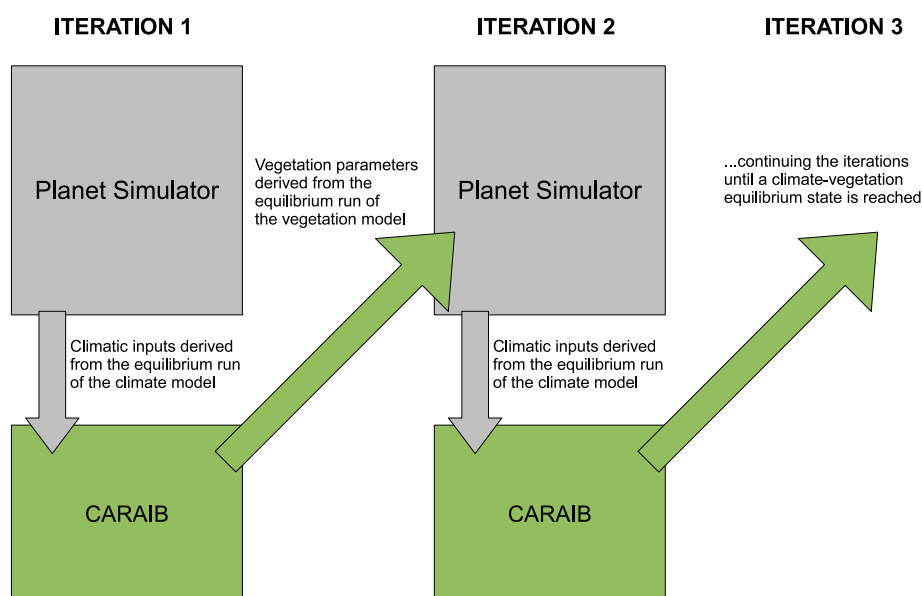 ITERATION 1
ITERATION 2
ITERATION 3
Planet Simulator
Vegetation parameters
derived from the
equilibrium run of
the vegetation model
Planet Simulator
...continuing the iterations
until a climate-vegetation
equilibrium state is reached
Climatic inputs derived
from the equilibrium run
of the climate model
Climatic inputs derived
from the equilibrium run
of the climate model
CARAIB
CARAIB